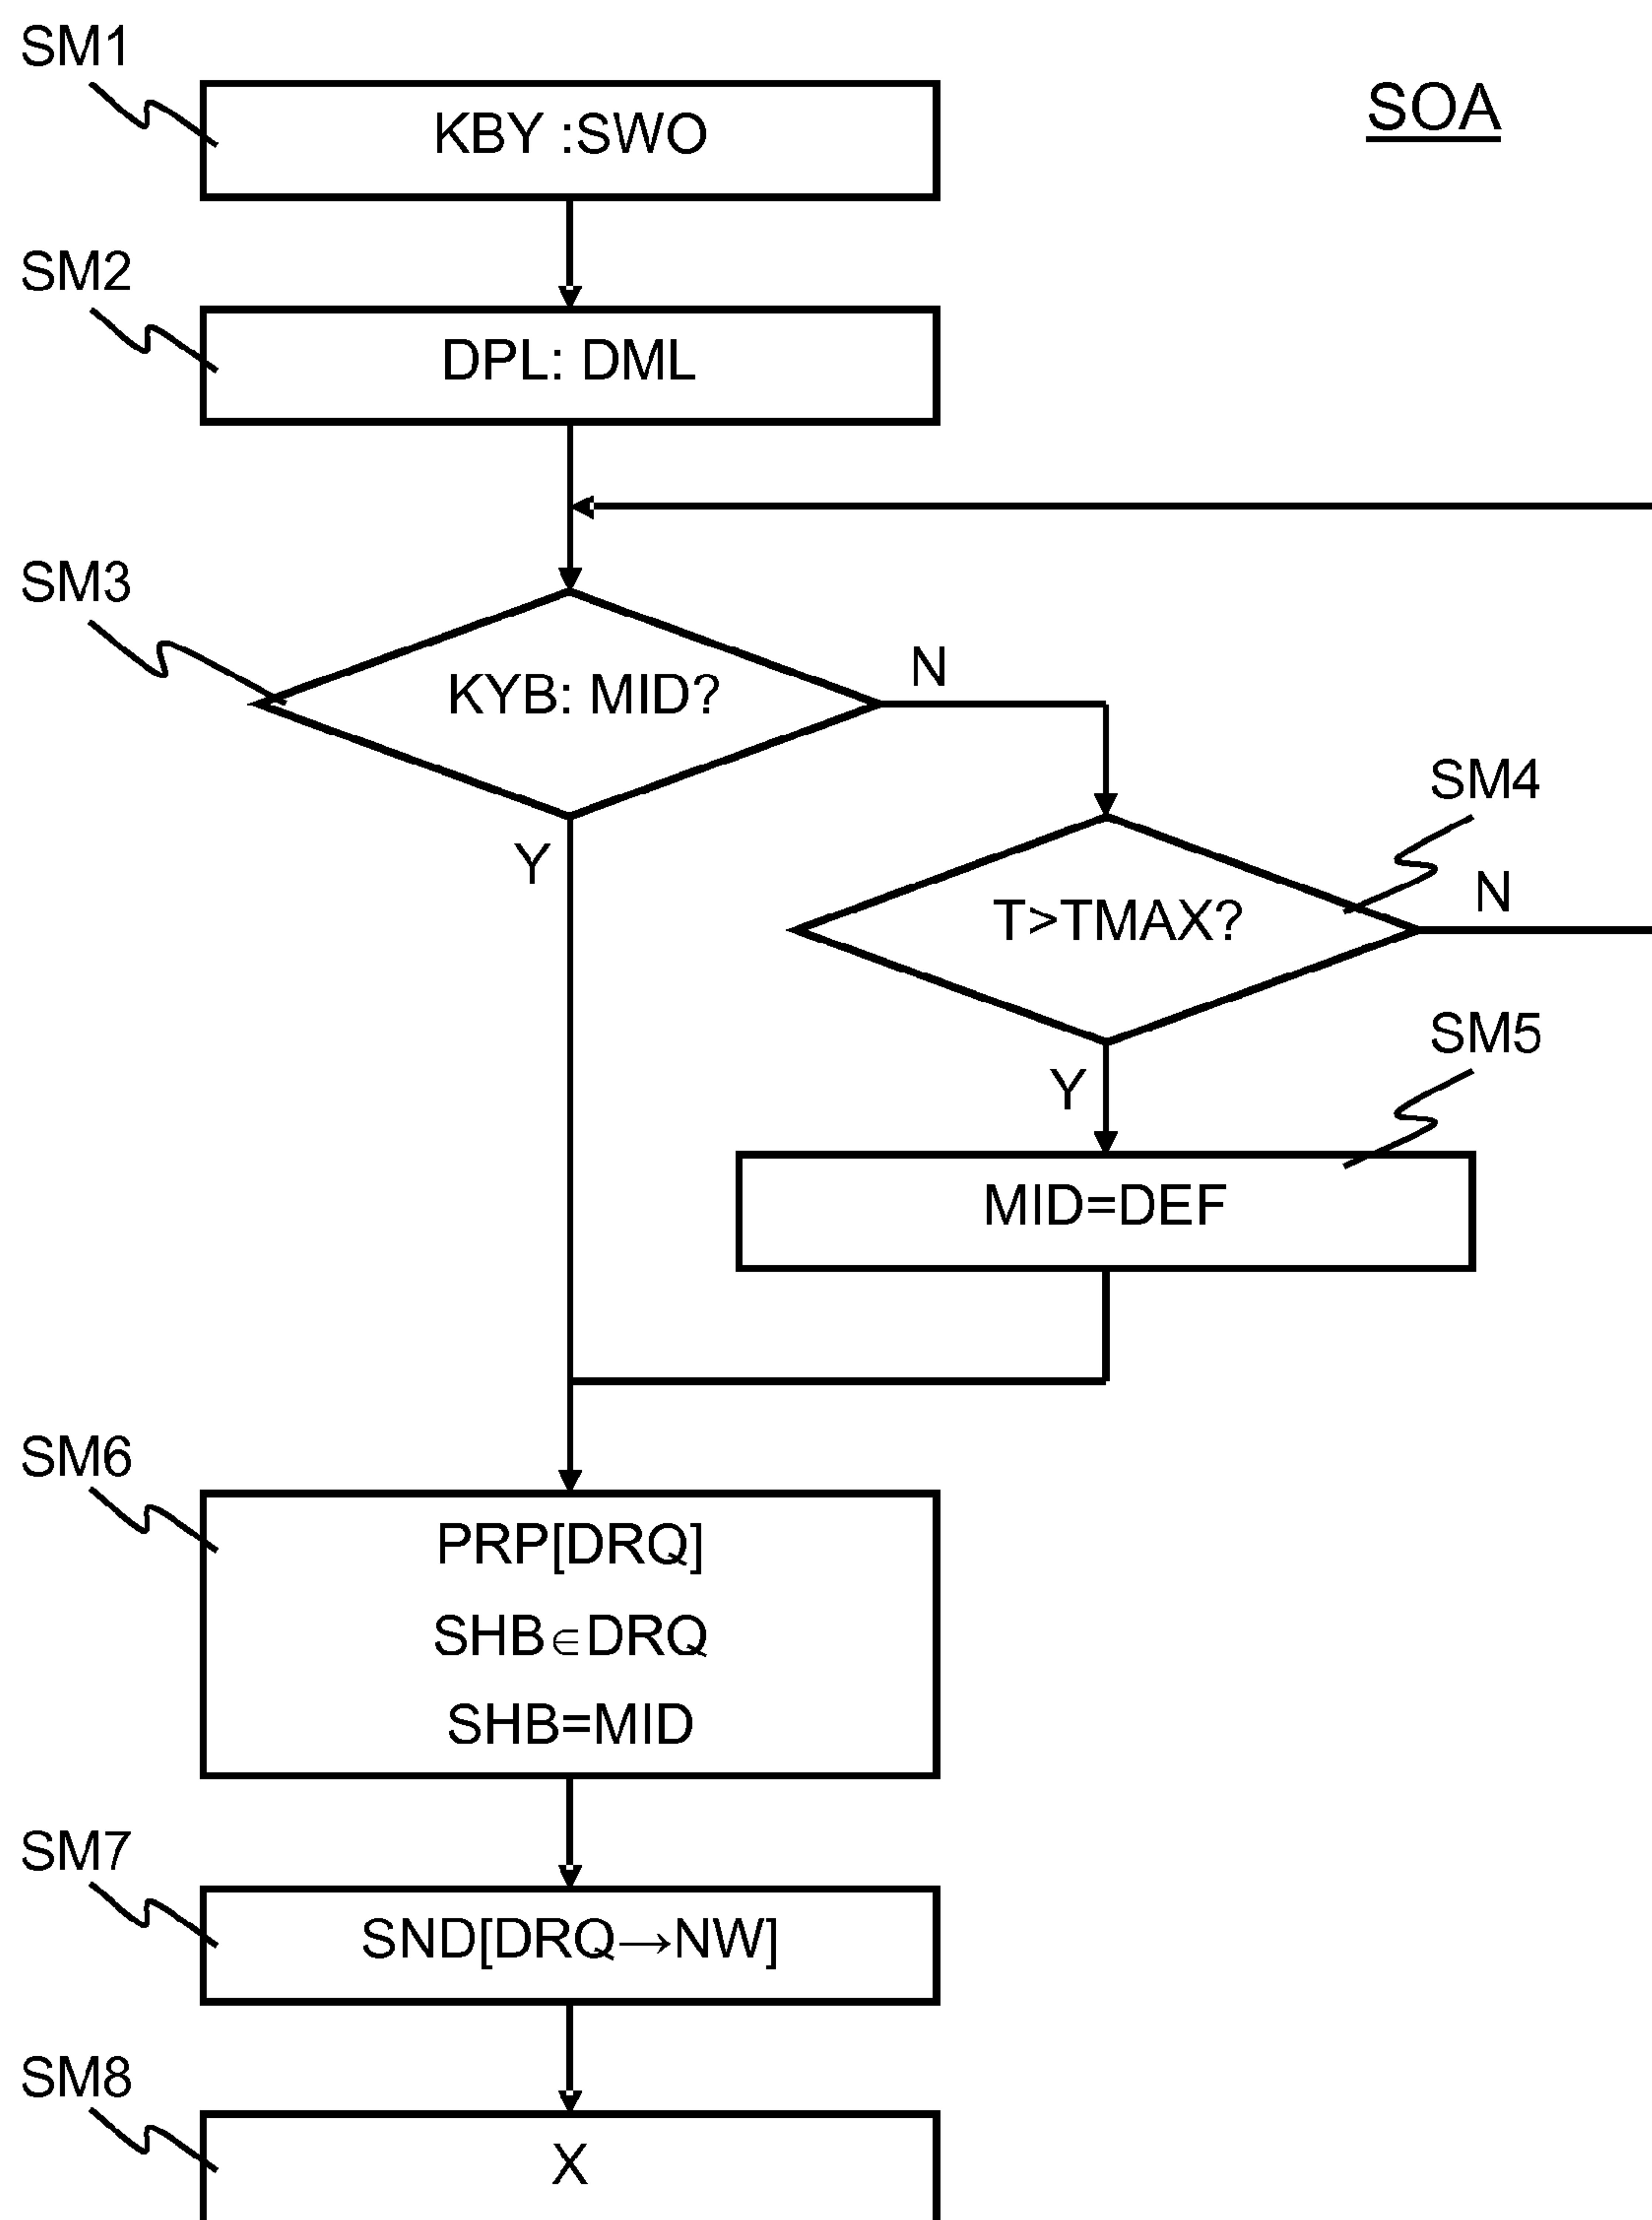 SM1
KBY :SWO
SOA
SM2
DPL: DML
SM3
KYB: MID?
N
SM4
Y
T>TMAX?
N
SM5
Y
MID=DEF
SM6
PRP[DRQ]
SHB∈DRQ
SHB=MID
SM7
SND[DRQ→NW]
SM8
X